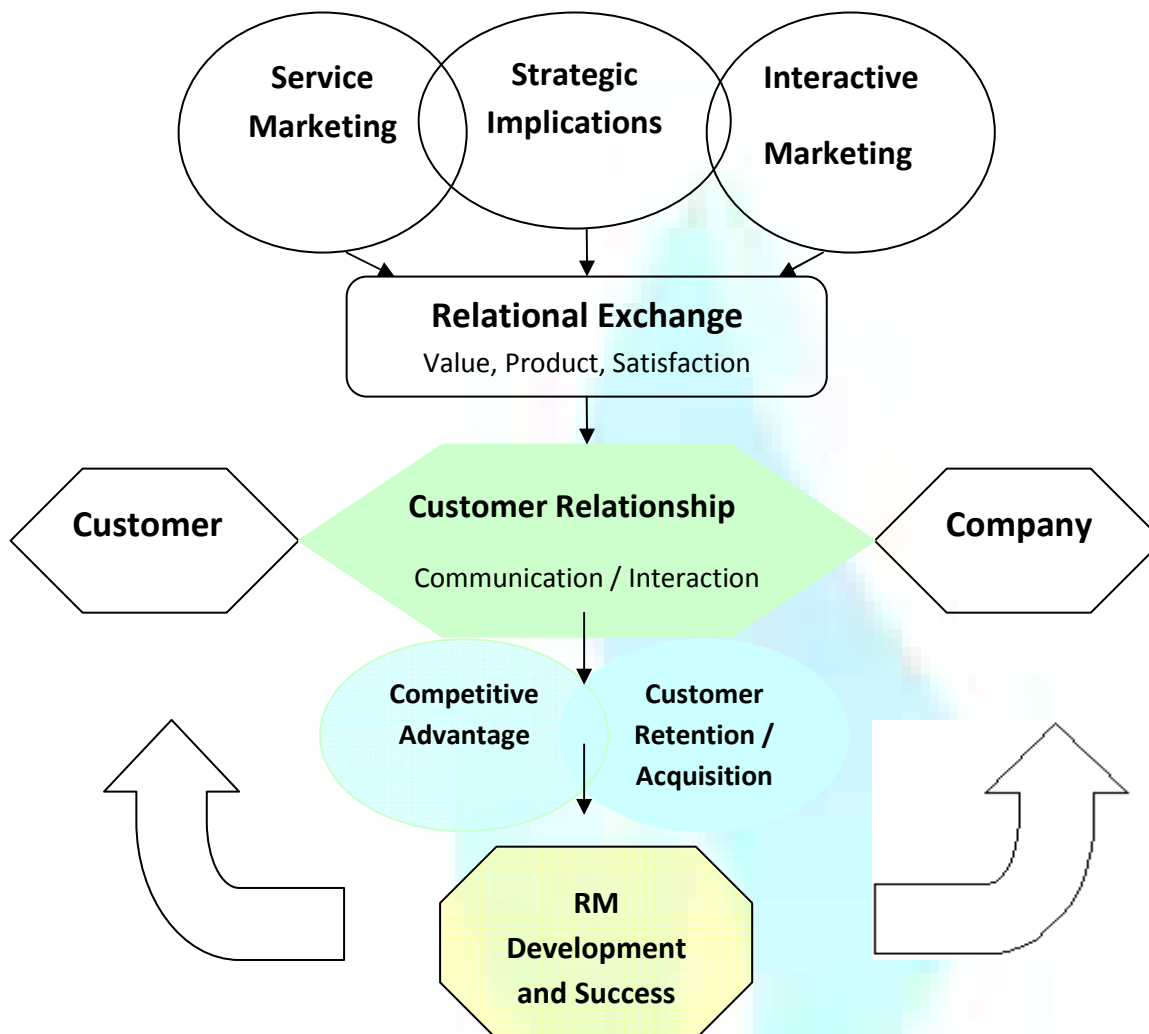 Service
Marketing
Strategic
Implications
Interactive
Marketing
Relational Exchange
Value, Product, Satisfaction
Customer
Customer Relationship
Communication / Interaction
Company
Competitive
Advantage
Customer
Retention /
Acquisition
RM
Development
and Success